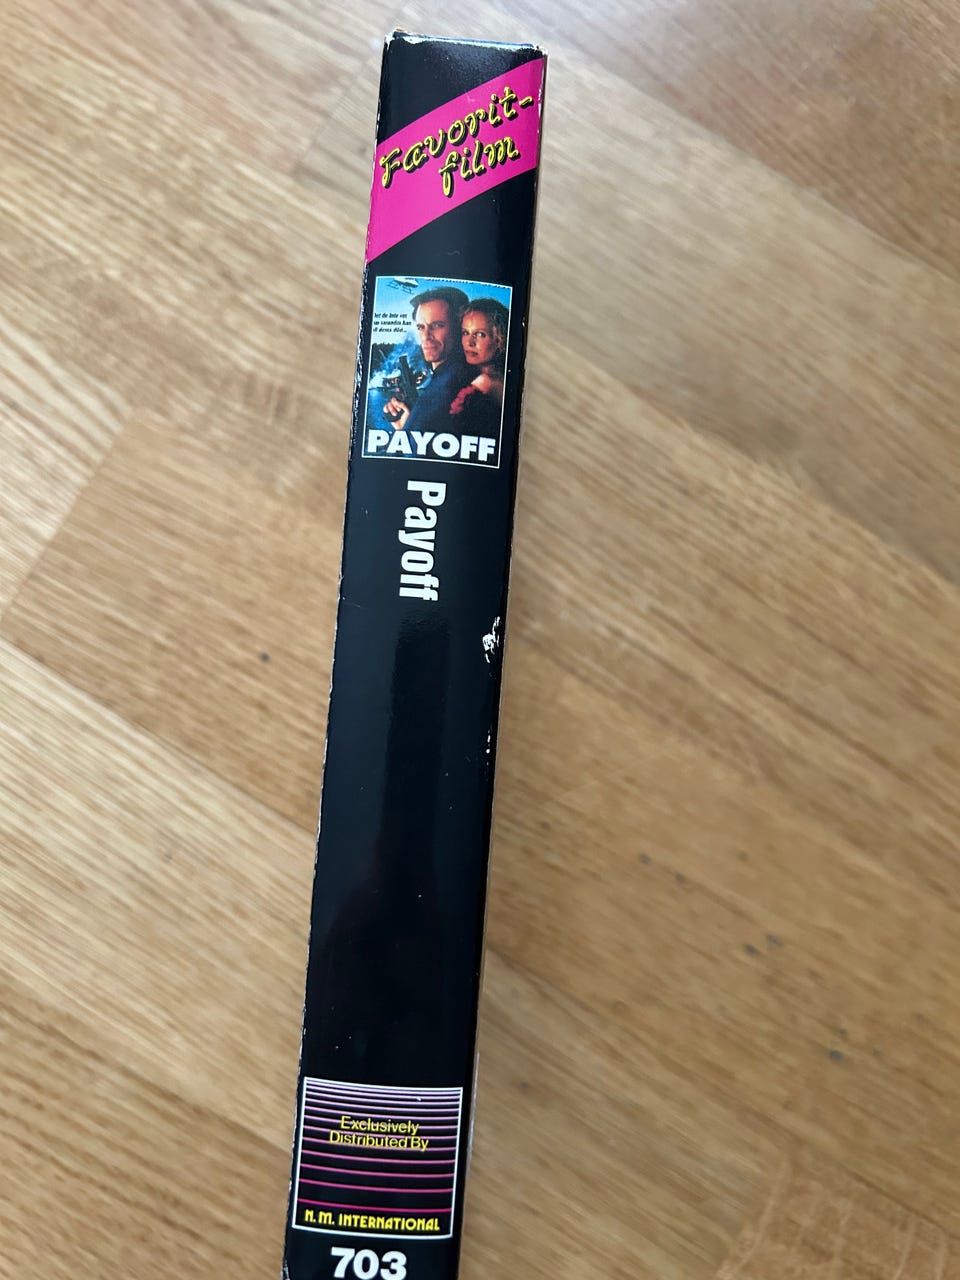 Favorit-
film
PAYOFF
Payoff
Exclusively
Distributed By
N.M. INTERNATIONAL
703